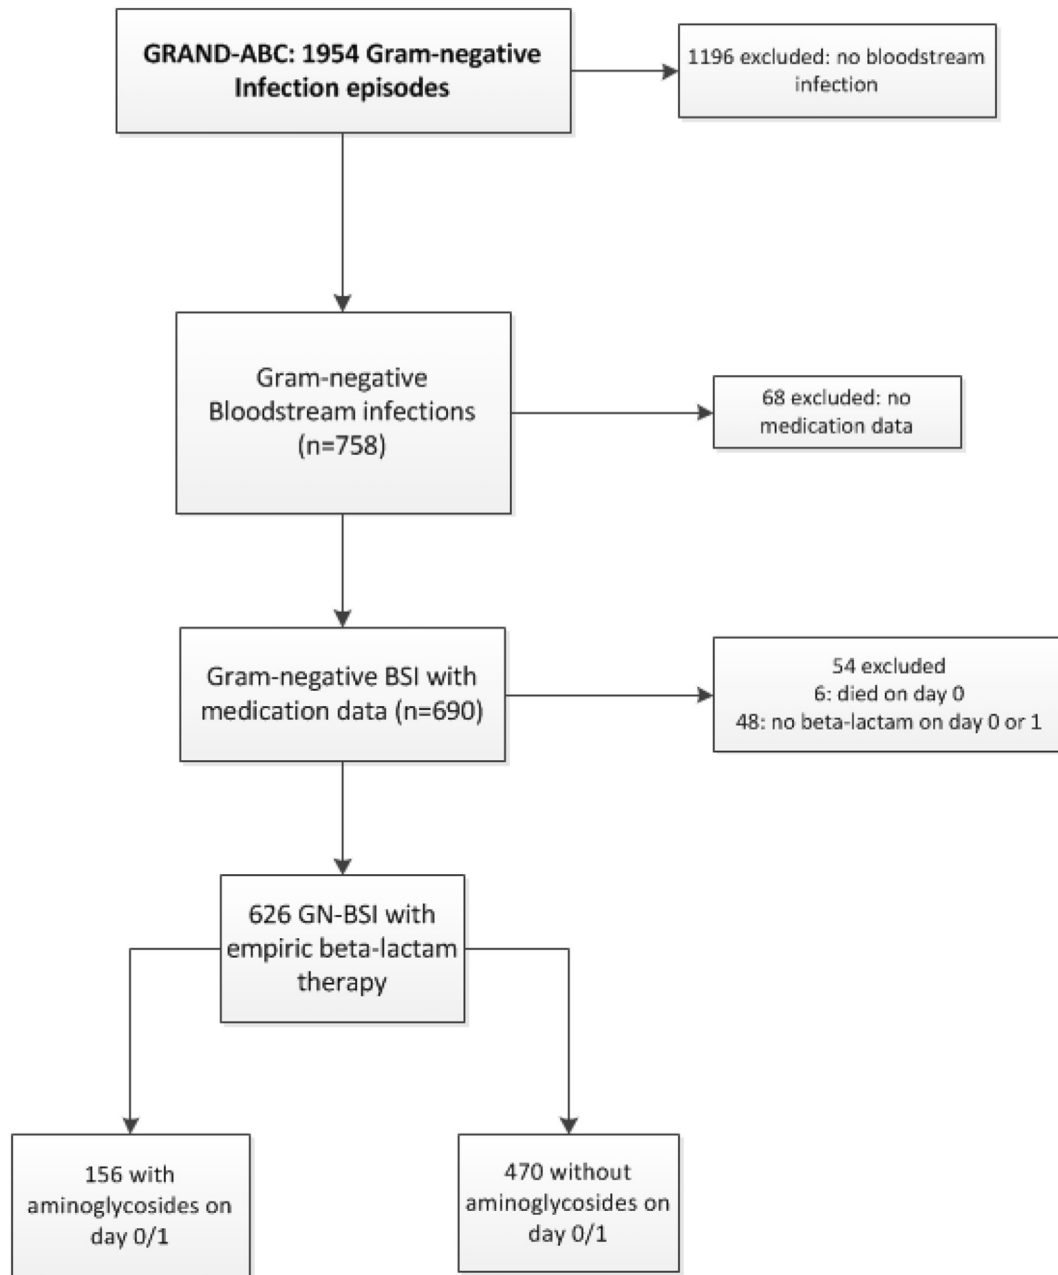 GRAND-ABC: 1954 Gram-negative
Infection episodes
1196 excluded: no bloodstream
infection
Gram-negative
Bloodstream infections
(n=758)
68 excluded: no
medication data
Gram-negative BSI with
medication data (n=690)
54 excluded
6: died on day 0
48: no beta-lactam on day 0 or 1
626 GN-BSI with
empiric beta-lactam
therapy
156 with
aminoglycosides on
day 0/1
470 without
aminoglycosides on
day 0/1